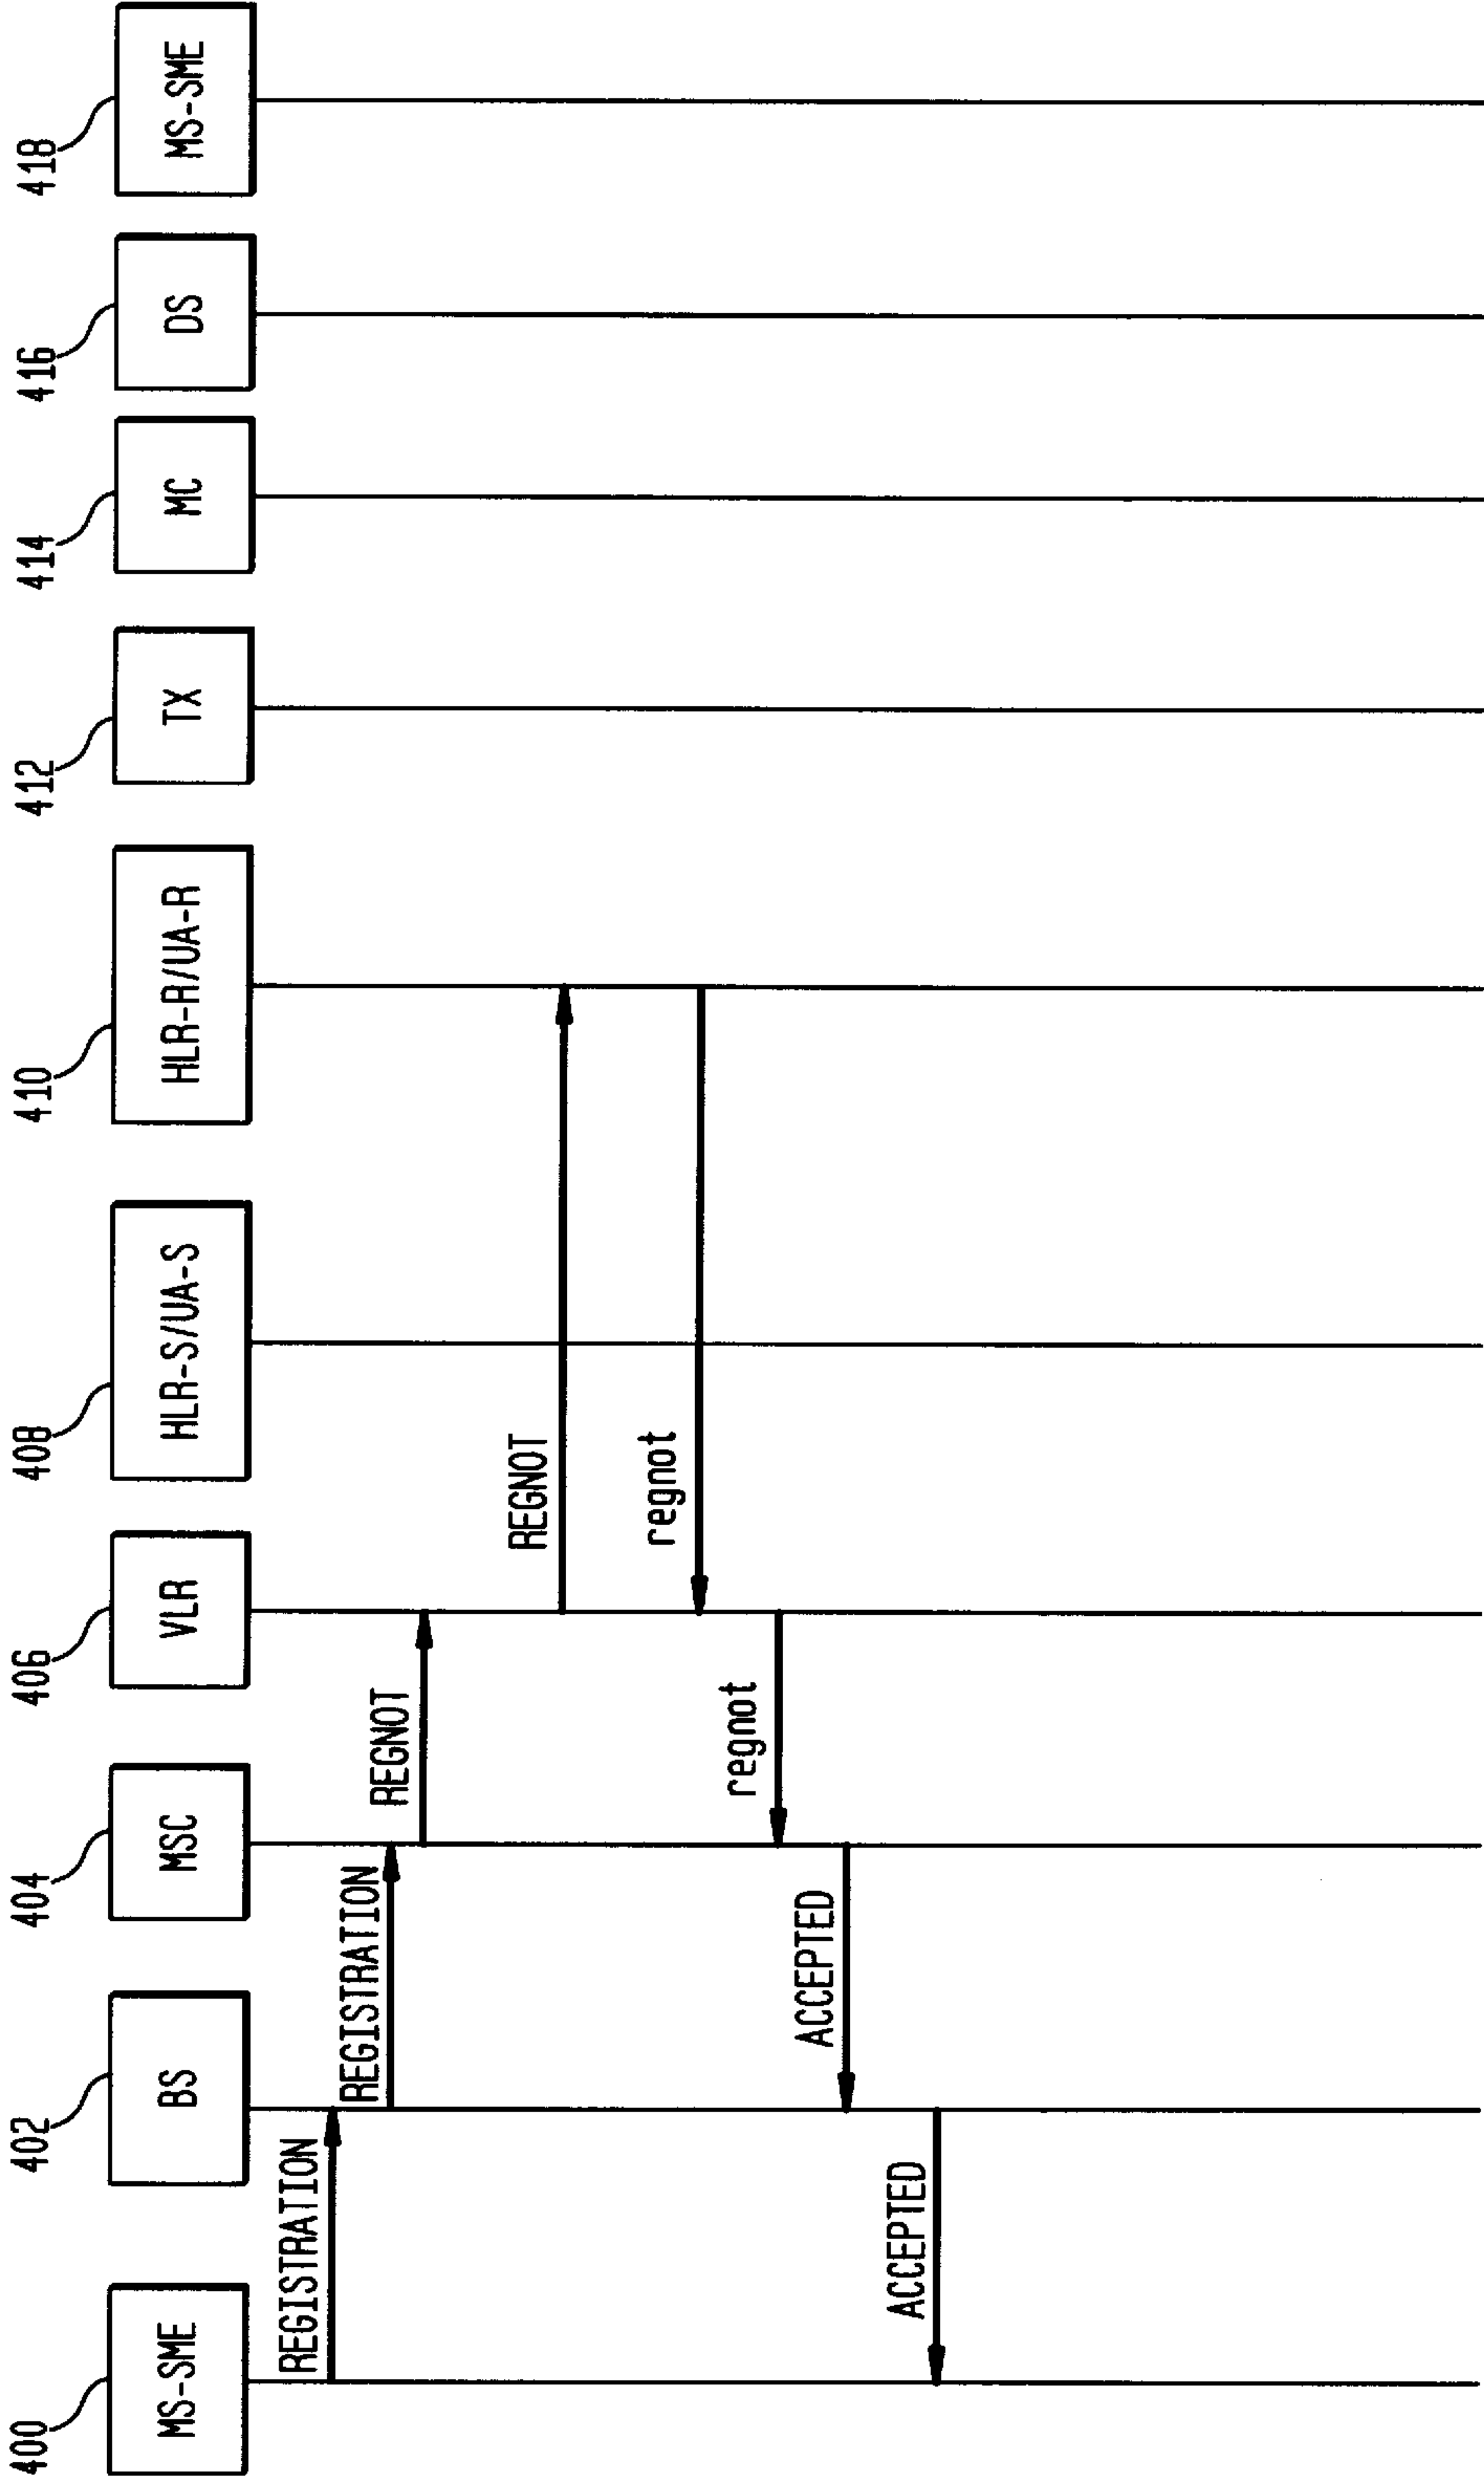 400
402
404
406
408
410
412
414
416
418
MS-SME
BS
MSC
VLR
HLR-S/UA-S
HLR-R/UA-R
TX
MC
DS
MS-SME
REGISTRATION
REGISTRATION
REGNOT
REGNOT
regnot
regnot
ACCEPTED
ACCEPTED